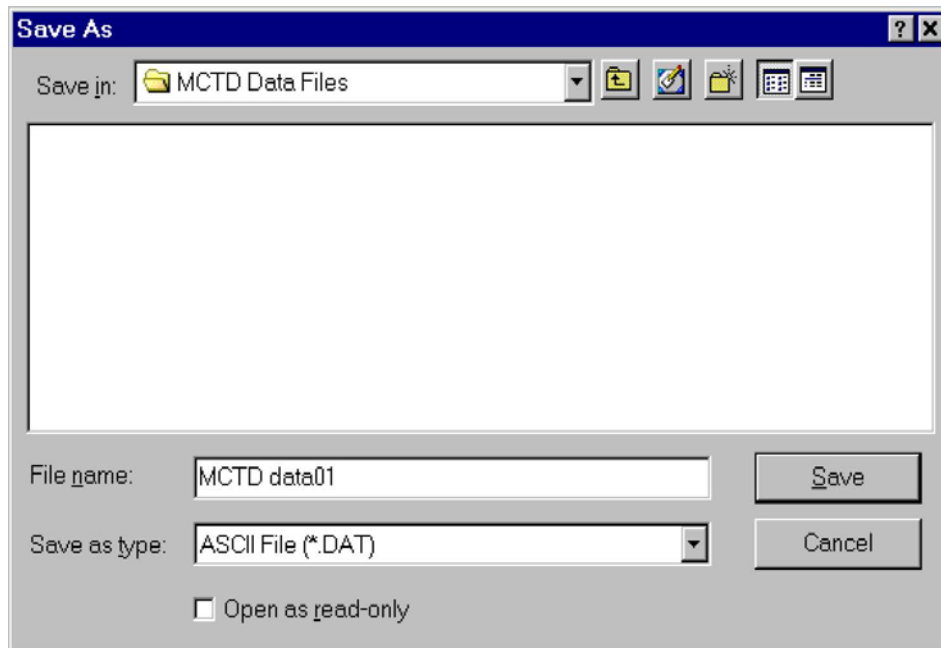 Save As
Save in: MCTD Data Files
File name: MCTD data01 Save
Save as type: ASCII File (*.DAT) Cancel
Open as read-only